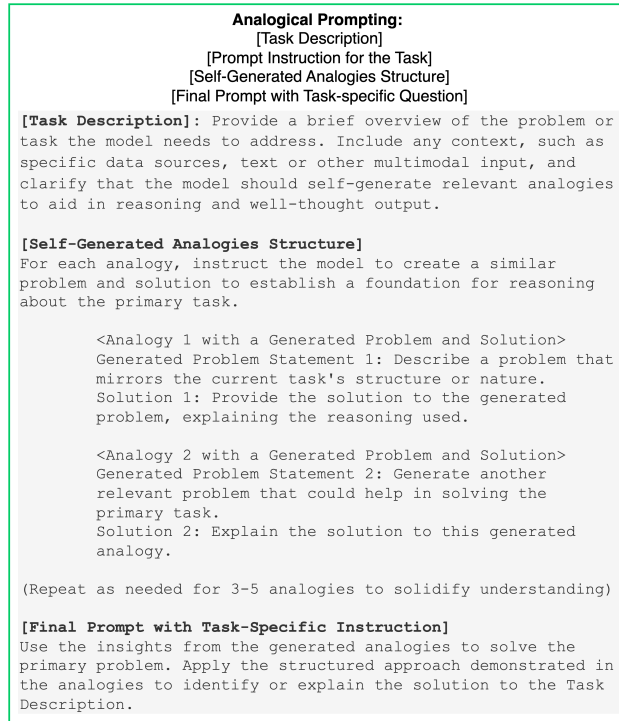 Analogical Prompting:
[Task Description]
[Prompt Instruction for the Task]
[Self-Generated Analogies Structure]
[Final Prompt with Task-specific Question]
[Task Description]: Provide a brief overview of the problem or
task the model needs to address. Include any context, such as
specific data sources, text or other multimodal input, and
clarify that the model should self-generate relevant analogies
to aid in reasoning and well-thought output.
[Self-Generated Analogies Structure]
For each analogy, instruct the model to create a similar
problem and solution to establish a foundation for reasoning
about the primary task.
<Analogy 1 with a Generated Problem and Solution>
Generated Problem Statement 1: Describe a problem that
mirrors the current task's structure or nature.
Solution 1: Provide the solution to the generated
problem, explaining the reasoning used.
<Analogy 2 with a Generated Problem and Solution>
Generated Problem Statement 2: Generate another
relevant problem that could help in solving the
primary task.
Solution 2: Explain the solution to this generated
analogy.
(Repeat as needed for 3-5 analogies to solidify understanding)
[Final Prompt with Task-Specific Instruction]
Use the insights from the generated analogies to solve the
primary problem. Apply the structured approach demonstrated in
the analogies to identify or explain the solution to the Task
Description.